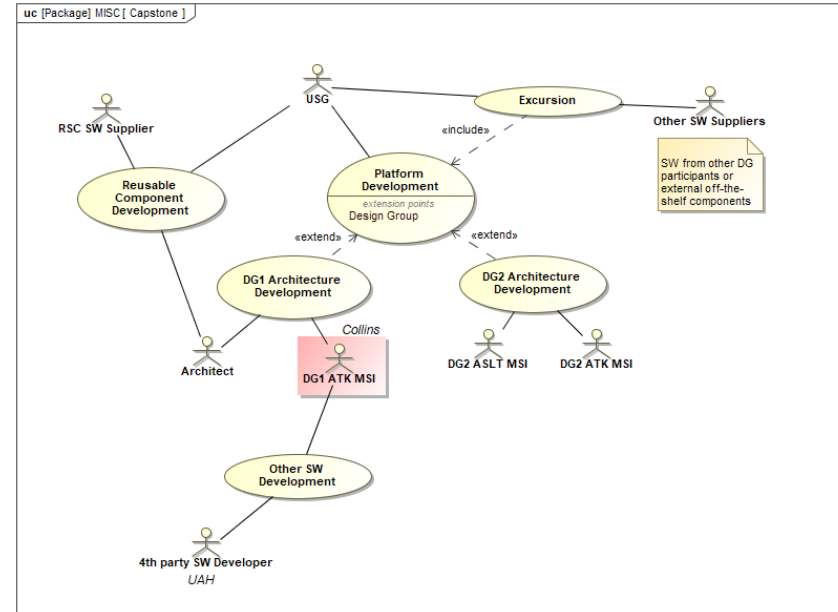 uc [Package] MISC [ Capstone ]
USG
Excursion
RSC SW Supplier
Other SW Suppliers
«include»
SW from other DG
participants or
external off-the-
shelf components
Platform
Development
extension points
Design Group
Reusable
Component
Development
«extend»
«extend»
DG1 Architecture
Development
DG2 Architecture
Development
Collins
Architect
DG1 ATK MSI
DG2 ASLT MSI
DG2 ATK MSI
Other SW
Development
4th party SW Developer
UAH